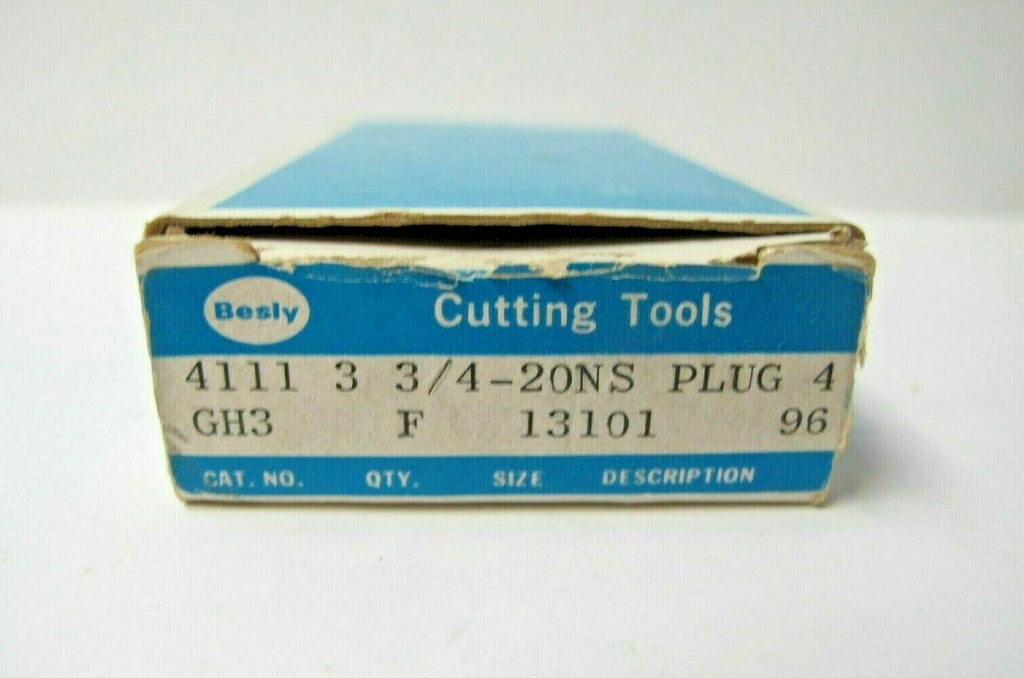 Besly Cutting Tools
4111 3 3/4-20NS PLUG 4
GH3 F 13101 96
CAT. NO. QTY. SIZE DESCRIPTION